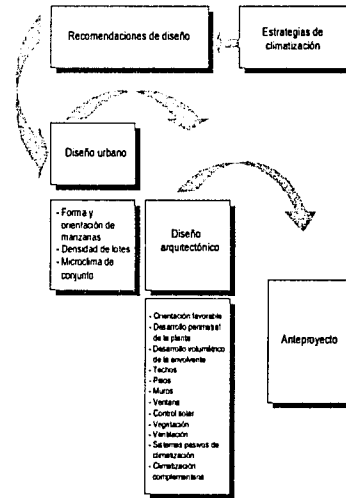 Recomendaciones de diseño
Estrategias de
climatización
Diseño urbano
- Forma y
orientación de
manzanas
- Densidad de lotes
- Microclima de
conjunto
Diseño
arquitectónico
- Orientación favorable
- Desarrollo perimetral
de la planta
- Desarrollo volumétrico
de la envolvente
- Techos
- Pisos
- Muros
- Ventana
- Control solar
- Vegetación
- Ventilación
- Sistemas pasivos de
climatización
- Climatización
complementaria
Anteproyecto